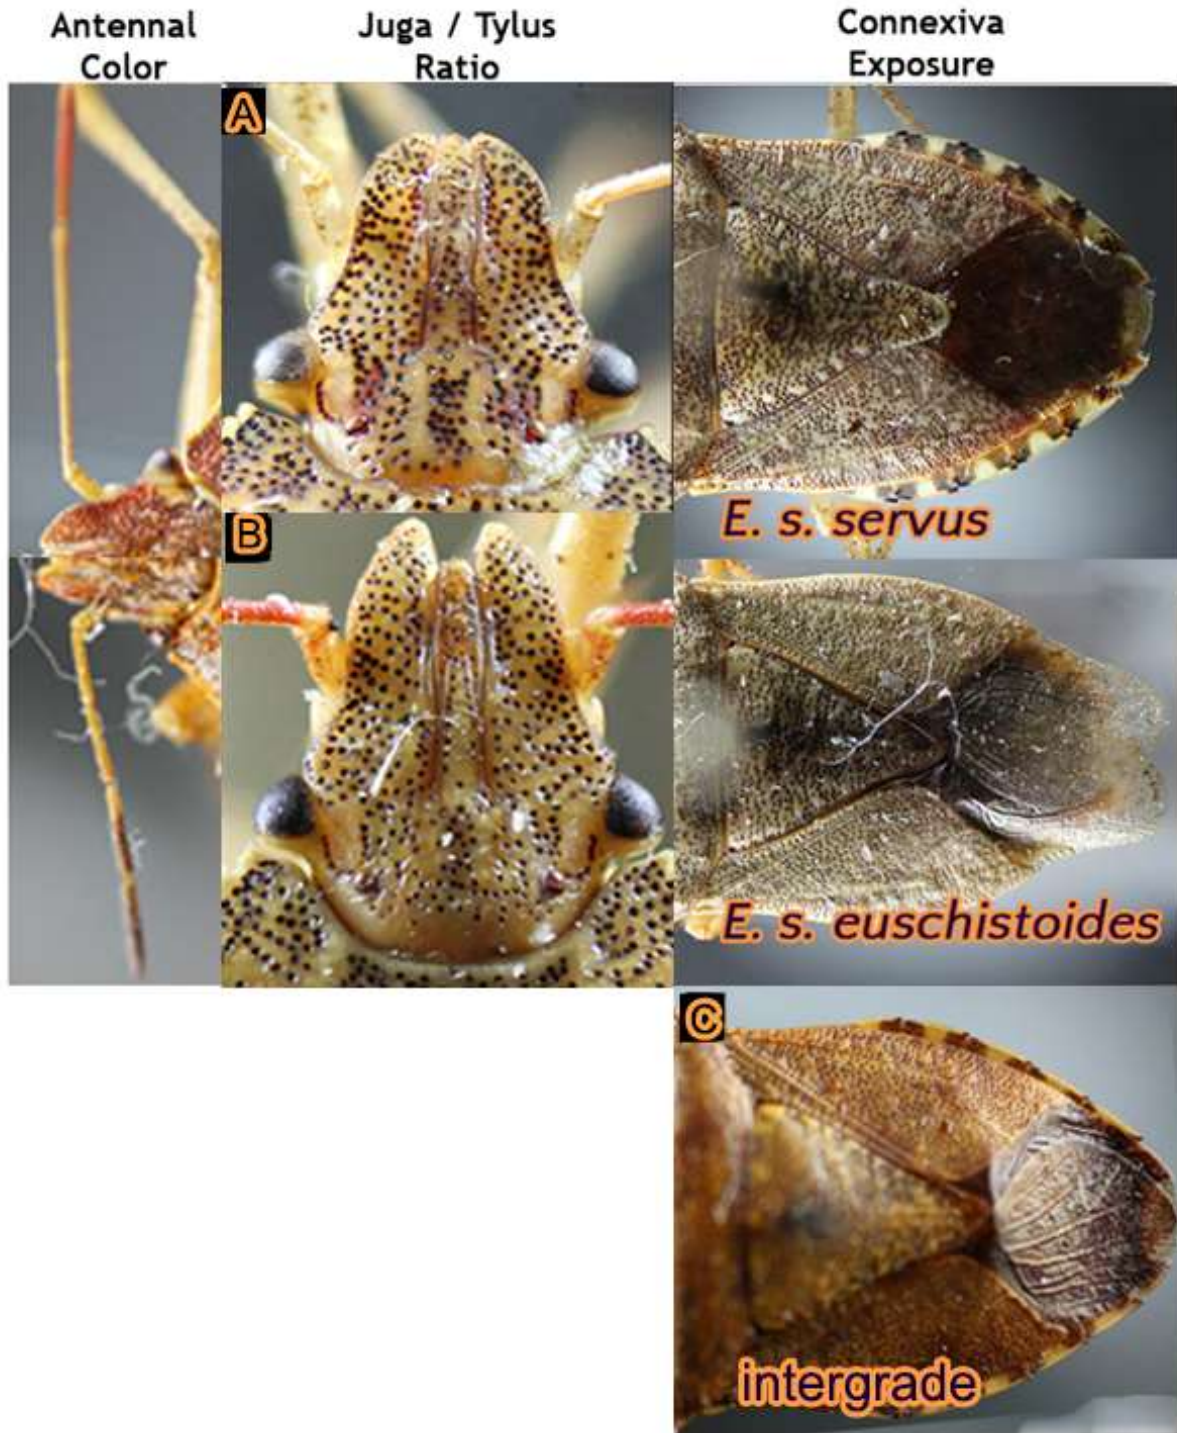 Antennal
Color
Juga / Tylus
Ratio
Connexiva
Exposure
A
E. s. servus
B
E. s. euschistoides
C
intergrade